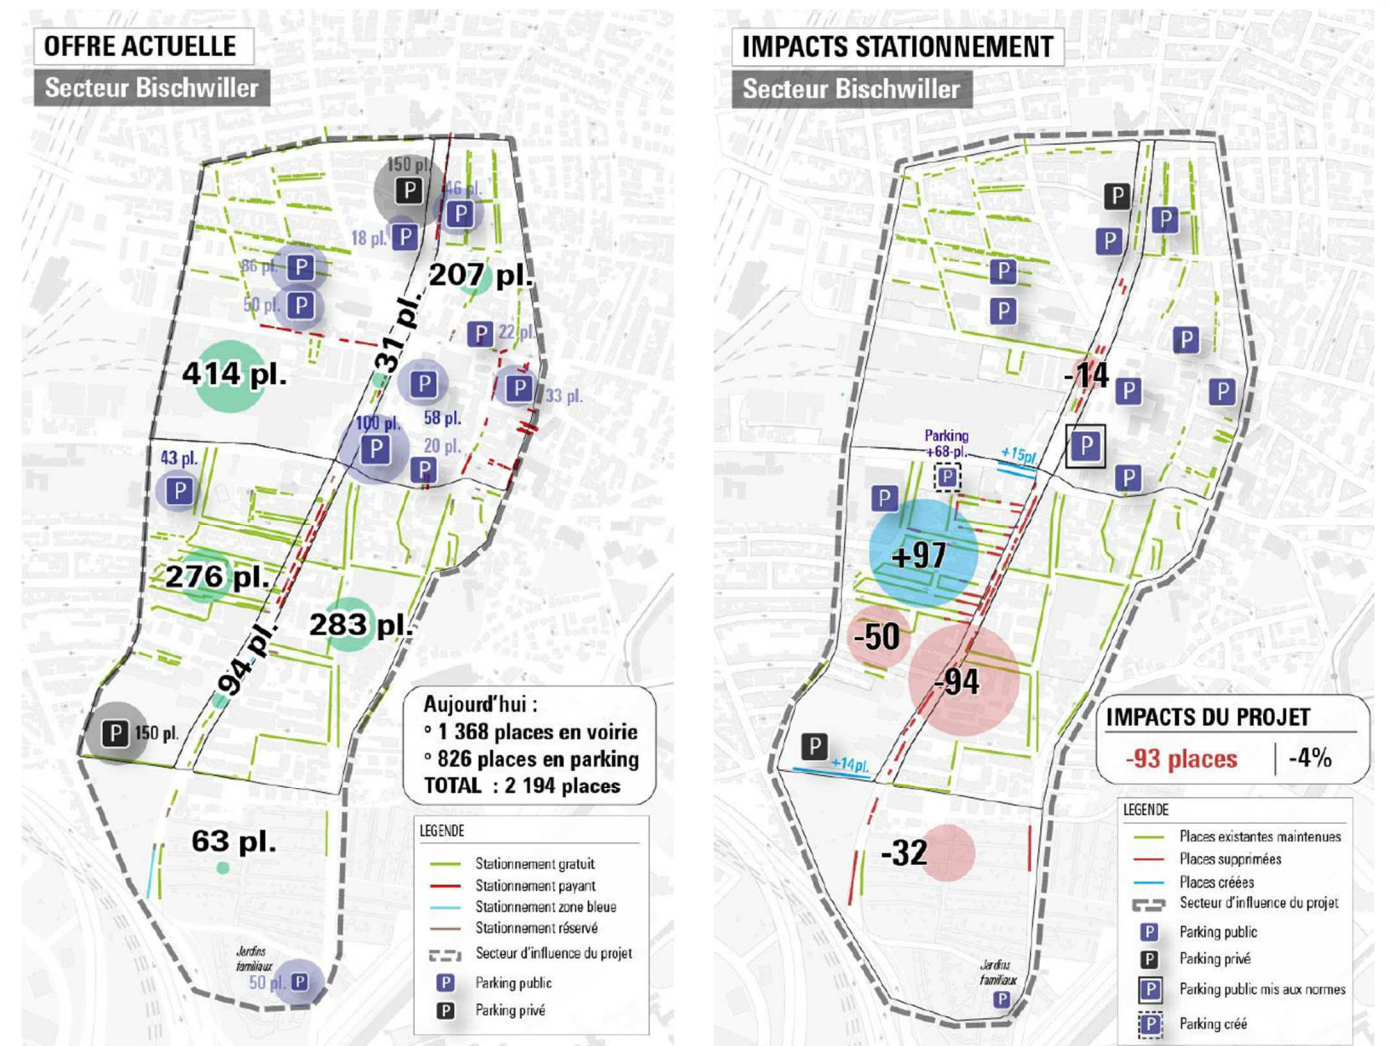 OFFRE ACTUELLE
Secteur Bischwiller
150 pl.
46 pl.
18 pl.
86 pl.
50 pl.
207 pl.
31 pl.
22 pl.
414 pl.
33 pl.
58 pl.
100 pl.
20 pl.
43 pl.
276 pl.
283 pl.
94 pl.
150 pl.
63 pl.
Jardins
familiaux
50 pl.
Aujourd'hui :
° 1 368 places en voirie
° 826 places en parking
TOTAL : 2 194 places
LEGENDE
Stationnement gratuit
Stationnement payant
Stationnement zone bleue
Stationnement réservé
Secteur d'influence du projet
P Parking public
P Parking privé
IMPACTS STATIONNEMENT
Secteur Bischwiller
-14
Parking
+68 pl.
+15pl
+97
-50
-94
+14pl.
-32
Jardins
familiaux
IMPACTS DU PROJET
-93 places | -4%
LEGENDE
Places existantes maintenues
Places supprimées
Places créées
Secteur d'influence du projet
P Parking public
P Parking privé
P Parking public mis aux normes
P Parking créé